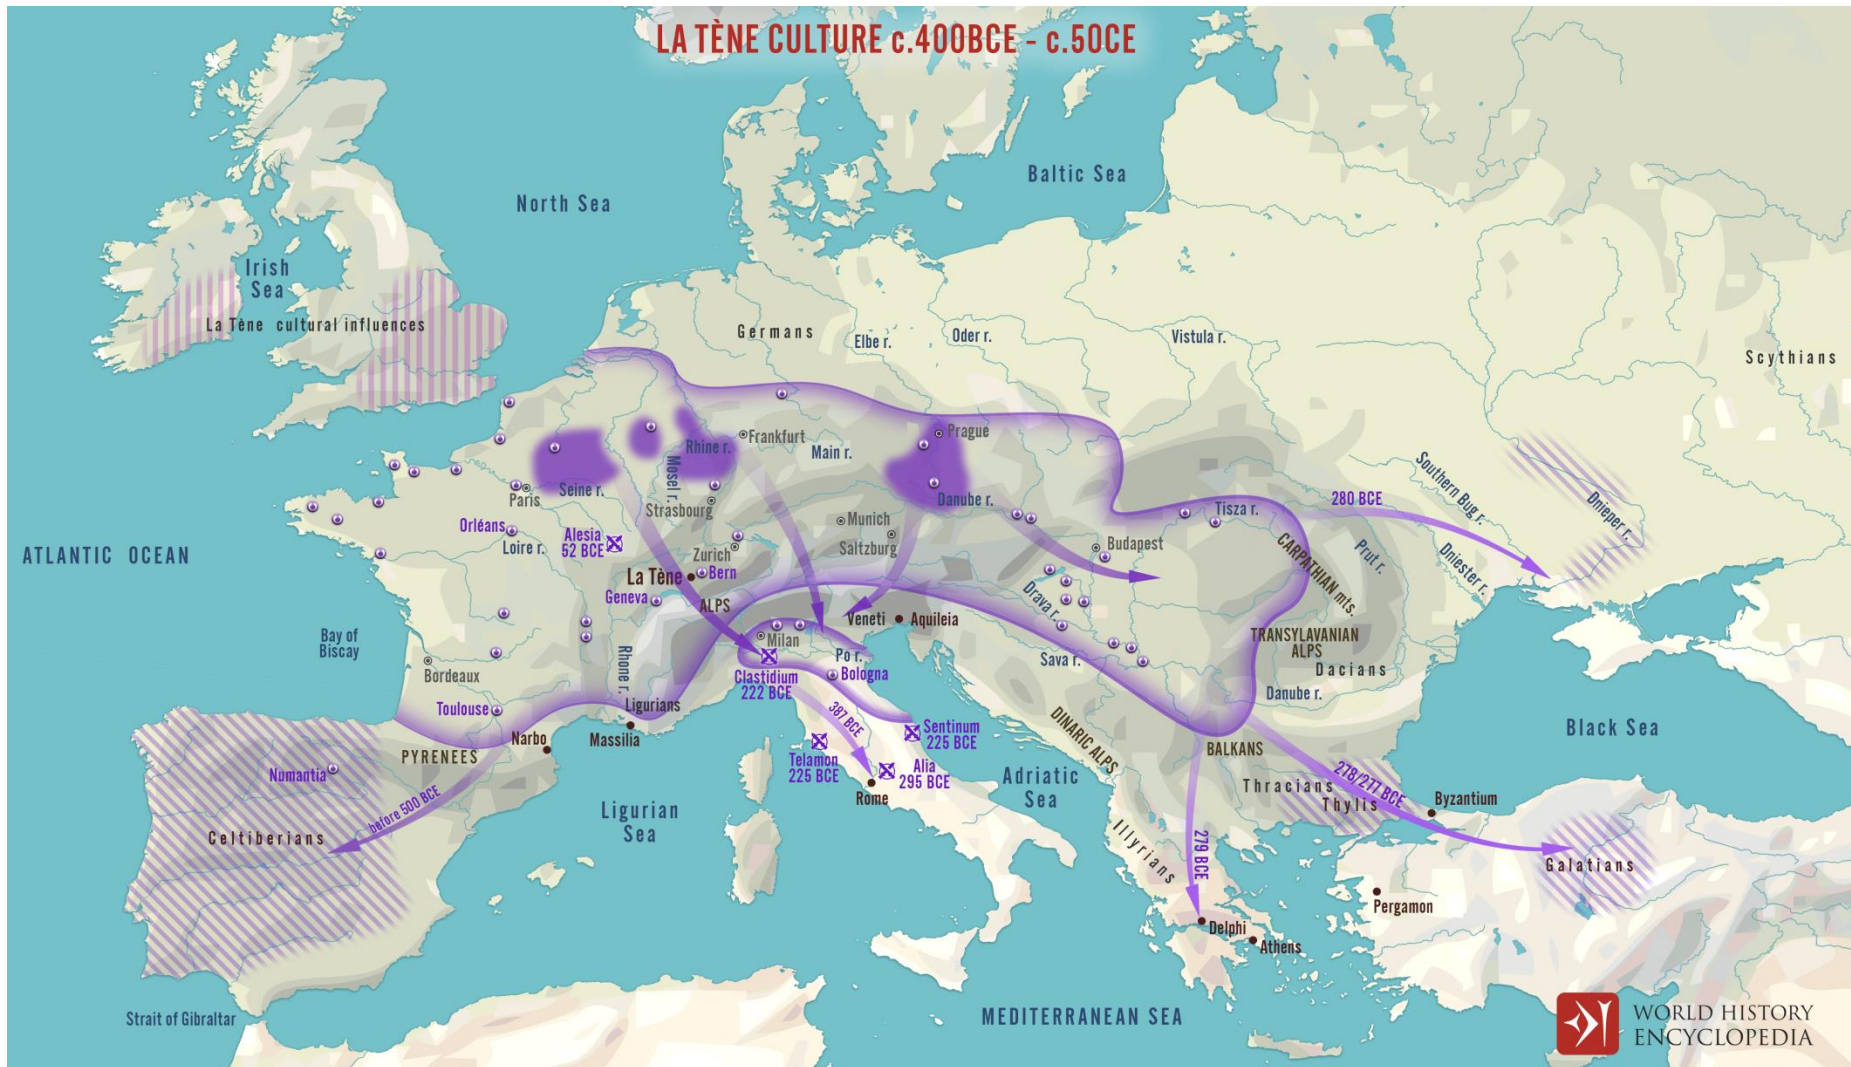 LA TÈNE CULTURE c.400BCE - c.50CE
Baltic Sea
North Sea
Irish
Sea
La Tène cultural influences
Germans
Elbe r.
Oder r.
Vistula r.
Scythians
Frankfurt
Prague
Rhine r.
Main r.
Mosel r.
Paris
Seine r.
Strasbourg
Danube r.
Munich
Saltzburg
Orléans
Loire r.
Alesia
52 BCE
Zurich
Budapest
Tisza r.
280 BCE
Southern Bug r.
Dnieper r.
Dniester r.
Prut r.
CARPATHIAN mts.
ATLANTIC OCEAN
La Tène
Bern
Geneva
ALPS
Veneti
Aquileia
Drava r.
Bay of
Biscay
Milan
Po r.
Sava r.
TRANSYLAVANIAN
ALPS
Dacians
Bordeaux
Rhone r.
Clastidium
222 BCE
Bologna
Danube r.
Toulouse
Ligurians
387 BCE
Narbo
Massilia
PYRENEES
Sentinum
225 BCE
DINARIC ALPS
BALKANS
Black Sea
Numantia
Telamon
225 BCE
Alia
295 BCE
Rome
Adriatic
Sea
Thracians
Thylis
278/277 BCE
Byzantium
before 500 BCE
Ligurian
Sea
Celtiberians
Illyrians
279 BCE
Galatians
Pergamon
Delphi
Athens
Strait of Gibraltar
MEDITERRANEAN SEA
WORLD HISTORY
ENCYCLOPEDIA